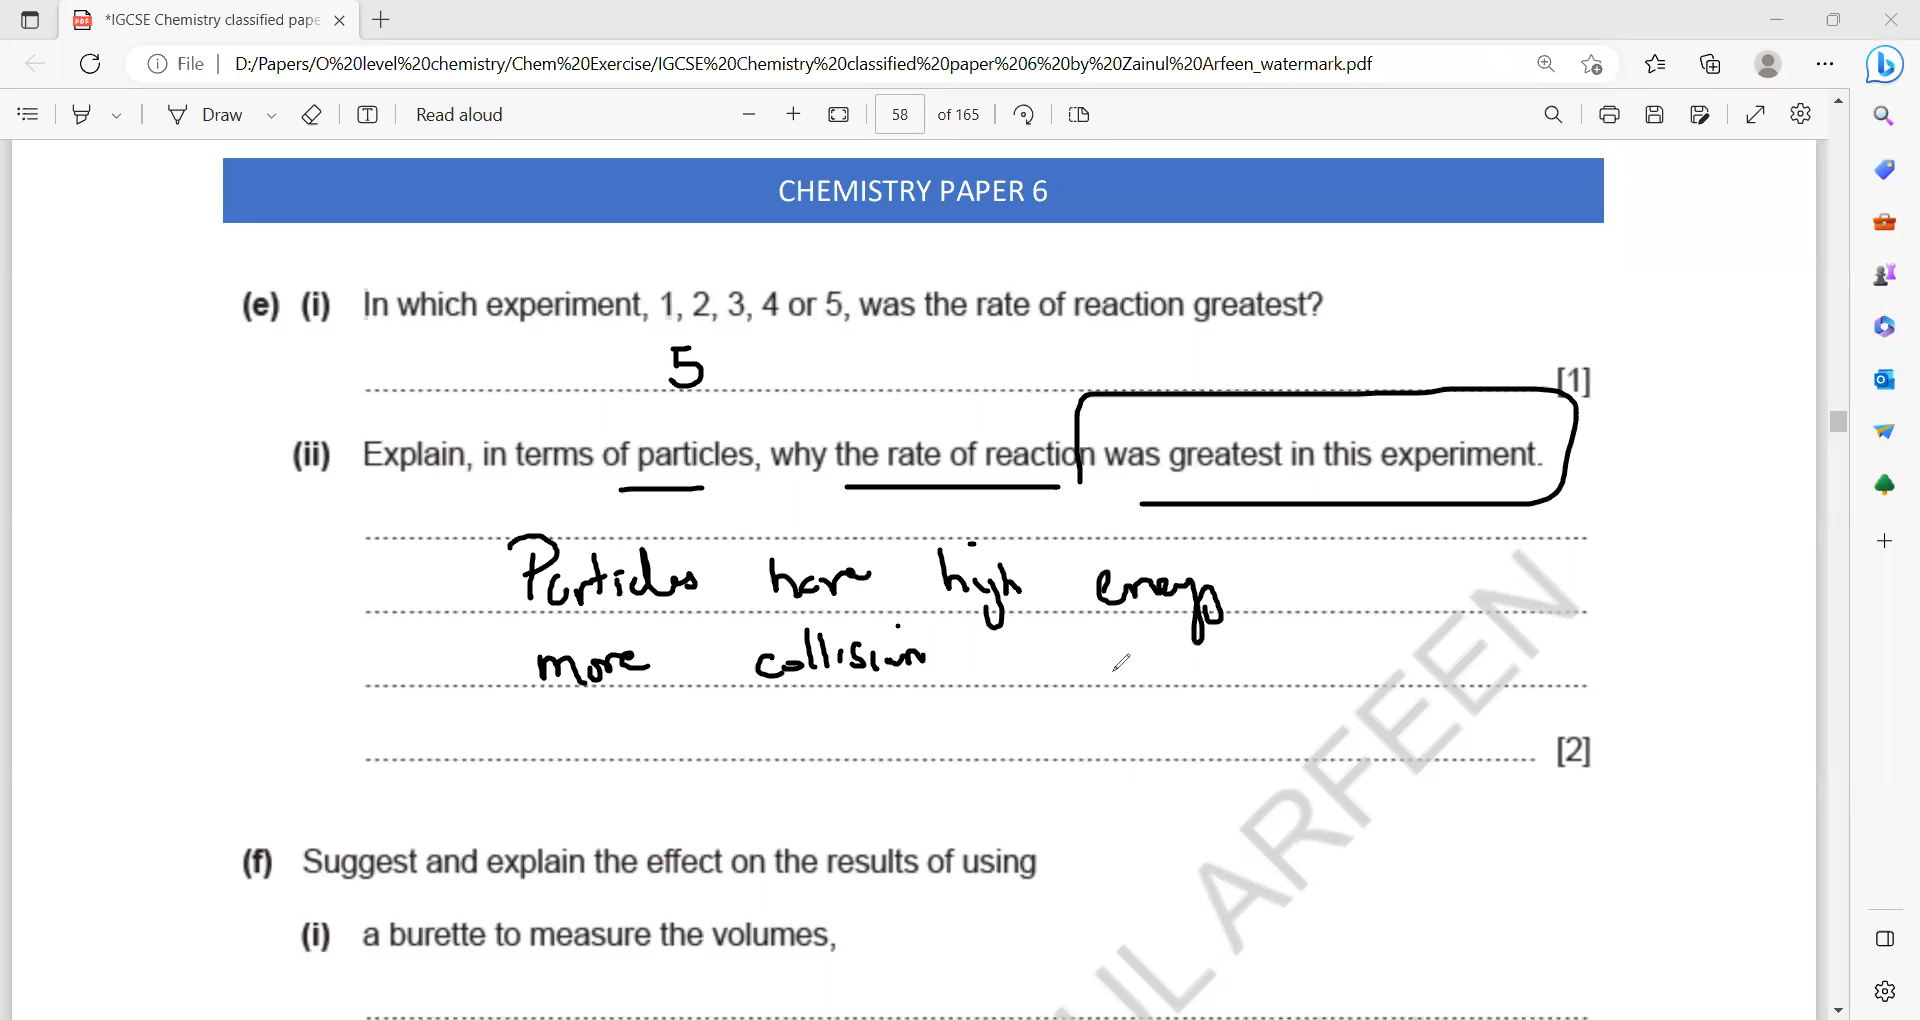 *IGCSE Chemistry classified pape
File D:/Papers/O%20level%20chemistry/Chem%20Exercise/IGCSE%20Chemistry%20classified%20paper%206%20by%20Zainul%20Arfeen_watermark.pdf
Draw Read aloud 58 of 165
CHEMISTRY PAPER 6
(e) (i) In which experiment, 1, 2, 3, 4 or 5, was the rate of reaction greatest?
5
[1]
(ii) Explain, in terms of particles, why the rate of reaction was greatest in this experiment.
Particles have high energy
more collision
[2]
(f) Suggest and explain the effect on the results of using
(i) a burette to measure the volumes,
UL ARFEEN